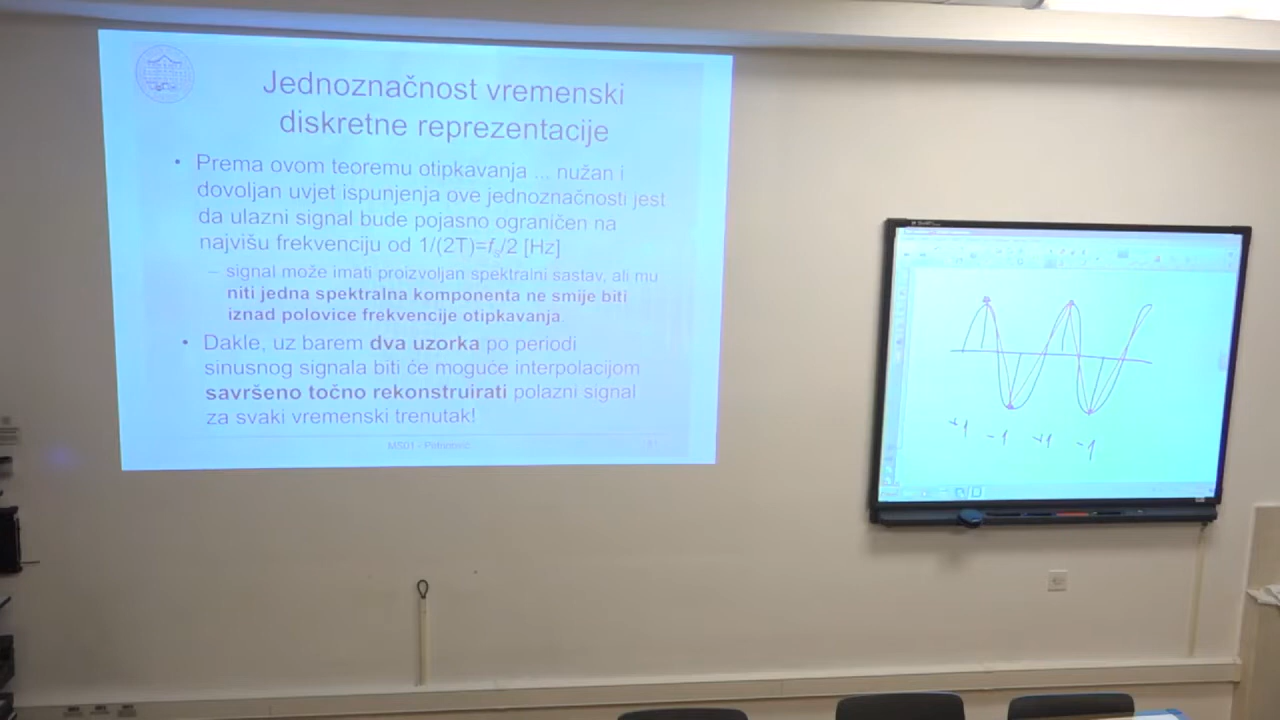 Jednoznačnost vremenski
diskretne reprezentacije
• Prema ovom teoremu otipkavanja ... nužan i
dovoljan uvjet ispunjenja ove jednoznačnosti jest
da ulazni signal bude pojasno ograničen na
najvišu frekvenciju od 1/(2T)=fs/2 [Hz]
– signal može imati proizvoljan spektralni sastav, ali mu
niti jedna spektralna komponenta ne smije biti
iznad polovice frekvencije otipkavanja.
• Dakle, uz barem dva uzorka po periodi
sinusnog signala biti će moguće interpolacijom
savršeno točno rekonstruirati polazni signal
za svaki vremenski trenutak!
MS01 - Petrinović
+1 -1 +1 -1